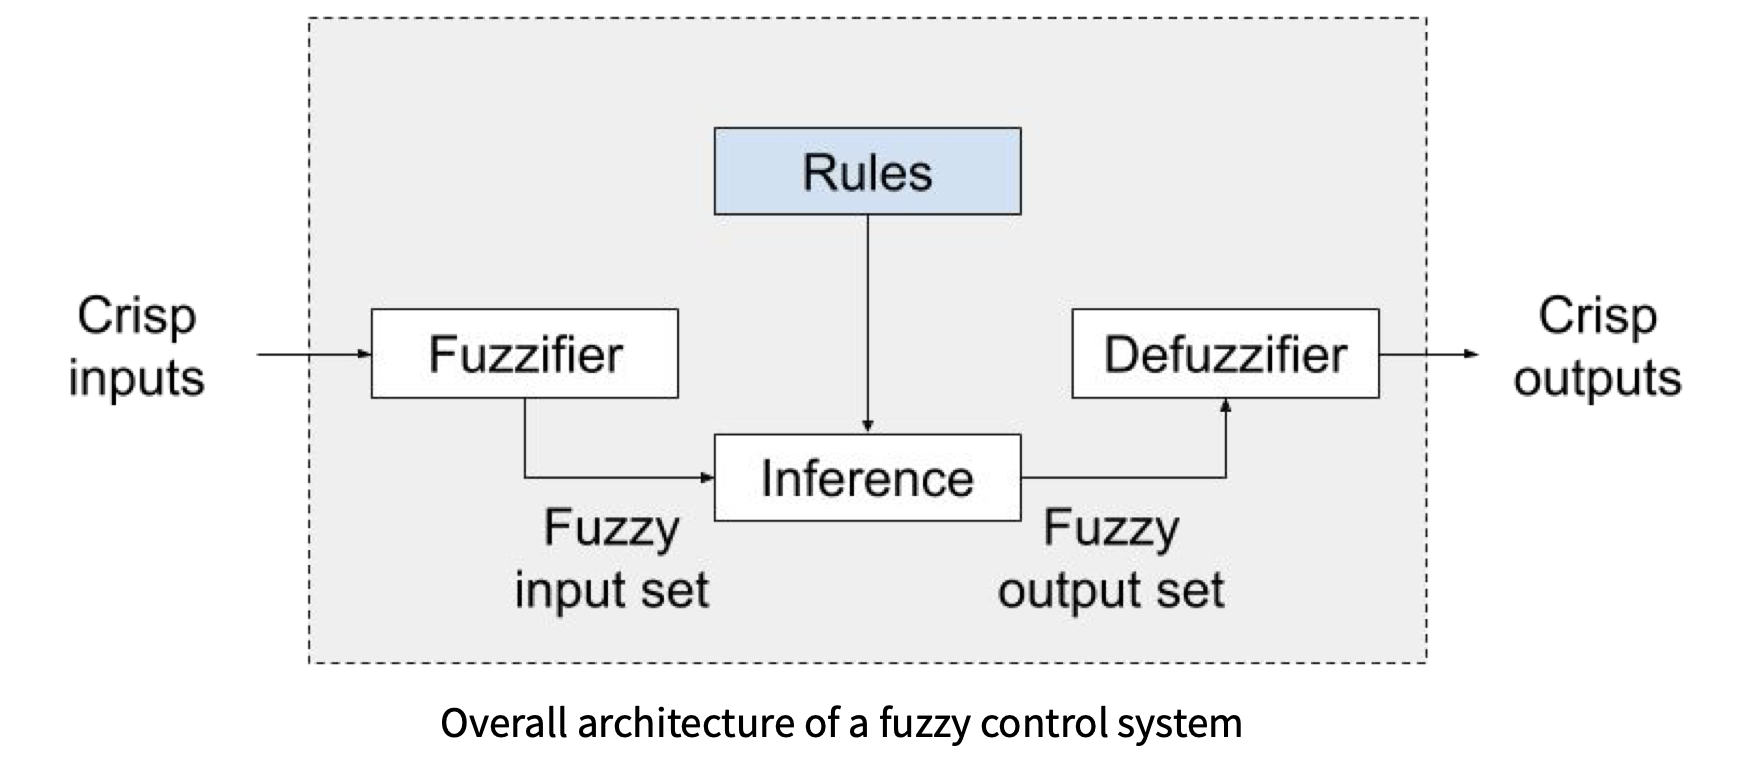 Rules
Crisp
inputs
Fuzzifier
Defuzzifier
Crisp
outputs
Inference
Fuzzy
input set
Fuzzy
output set
Overall architecture of a fuzzy control system